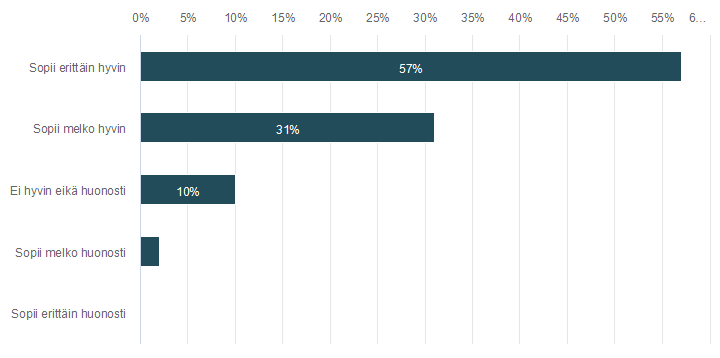 0% 5% 10% 15% 20% 25% 30% 35% 40% 45% 50% 55% 6...
Sopii erittäin hyvin 57%
Sopii melko hyvin 31%
Ei hyvin eikä huonosti 10%
Sopii melko huonosti
Sopii erittäin huonosti